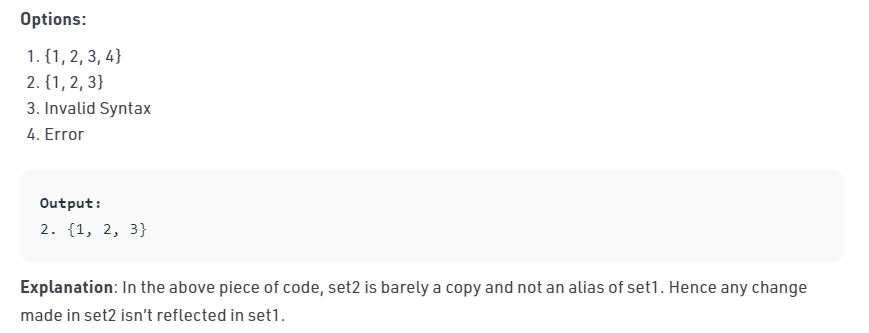 Options:
1. {1, 2, 3, 4}
2. {1, 2, 3}
3. Invalid Syntax
4. Error
Output:
2. {1, 2, 3}
Explanation: In the above piece of code, set2 is barely a copy and not an alias of set1. Hence any change
made in set2 isn’t reflected in set1.